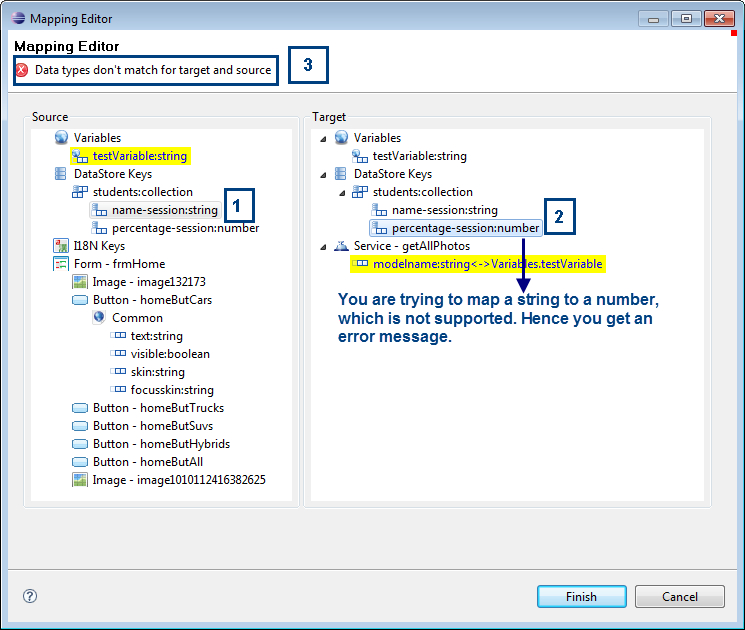 Mapping Editor
Mapping Editor
Data types don't match for target and source
3
Source
Variables
testVariable:string
DataStore Keys
students:collection
name-session:string
1
percentage-session:number
I18N Keys
Form - frmHome
Image - image132173
Button - homeButCars
Common
text:string
visible:boolean
skin:string
focusskin:string
Button - homeButTrucks
Button - homeButSuvs
Button - homeButHybrids
Button - homeButAll
Image - image1010112416382625
Target
Variables
testVariable:string
DataStore Keys
students:collection
name-session:string
percentage-session:number
2
Service - getAllPhotos
modelname:string<->Variables.testVariable
You are trying to map a string to a number,
which is not supported. Hence you get an
error message.
?
Finish
Cancel